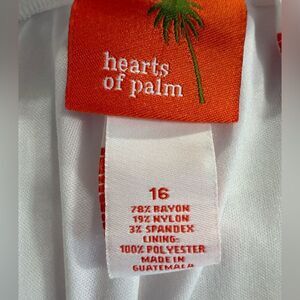 hearts
of palm
16
78% RAYON
19% NYLON
3% SPANDEX
LINING:
100% POLYESTER
MADE IN
GUATEMALA